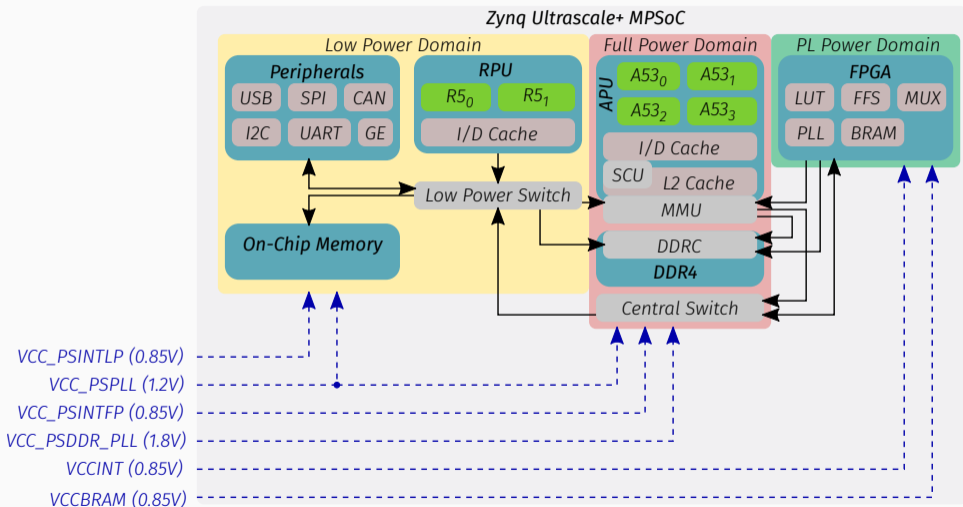 Zynq Ultrascale+ MPSoC
Low Power Domain
Full Power Domain
PL Power Domain
Peripherals
USB
SPI
CAN
I2C
UART
GE
RPU
R5₀
R5₁
I/D Cache
APU
A53₀
A53₁
A53₂
A53₃
I/D Cache
SCU
L2 Cache
MMU
FPGA
LUT
FFS
MUX
PLL
BRAM
Low Power Switch
On-Chip Memory
DDRC
DDR4
Central Switch
VCC_PSINTLP (0.85V)
VCC_PSPLL (1.2V)
VCC_PSINTFP (0.85V)
VCC_PSDDR_PLL (1.8V)
VCCINT (0.85V)
VCCBRAM (0.85V)